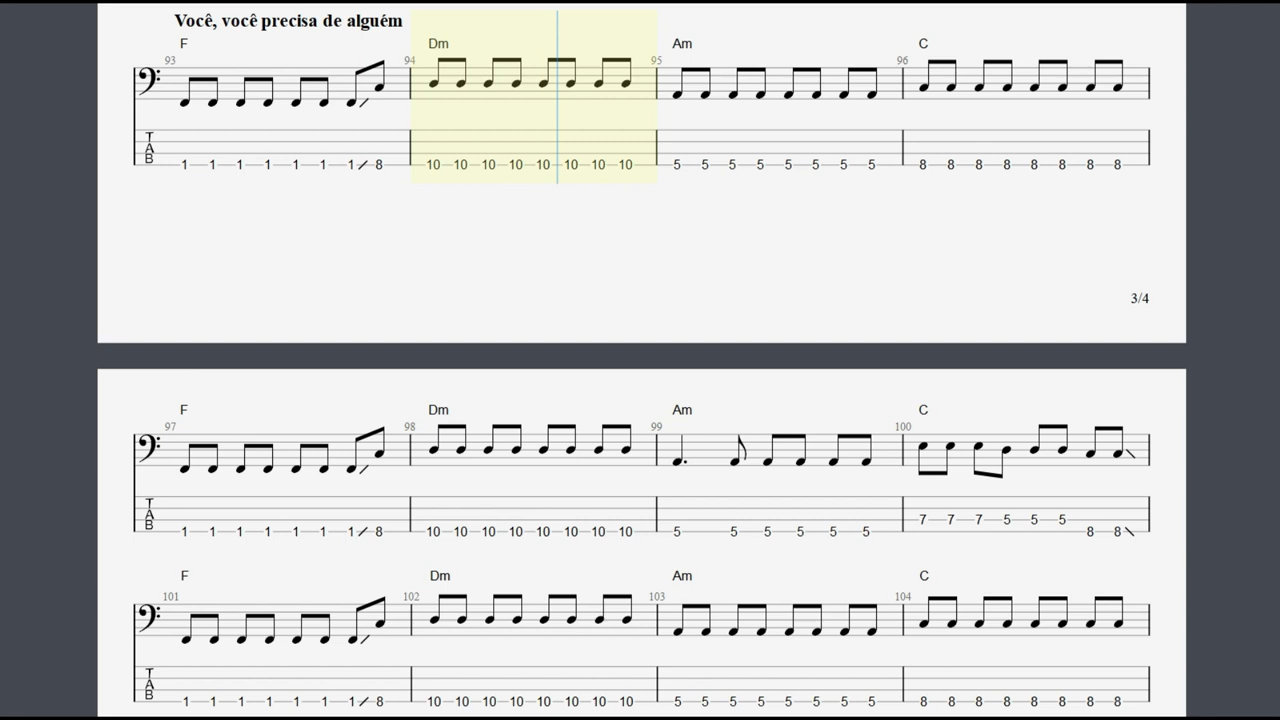 Você, você precisa de alguém
F Dm Am C
93 94 95 96
T
A
B
1 1 1 1 1 1 1 8 10 10 10 10 10 10 10 10 5 5 5 5 5 5 5 5 8 8 8 8 8 8 8 8
3/4
F Dm Am C
97 98 99 100
T
A
B
7 7 7 5 5 5
1 1 1 1 1 1 1 8 10 10 10 10 10 10 10 10 5 5 5 5 5 5 8 8
F Dm Am C
101 102 103 104
T
A
B
1 1 1 1 1 1 1 8 10 10 10 10 10 10 10 10 5 5 5 5 5 5 5 5 8 8 8 8 8 8 8 8